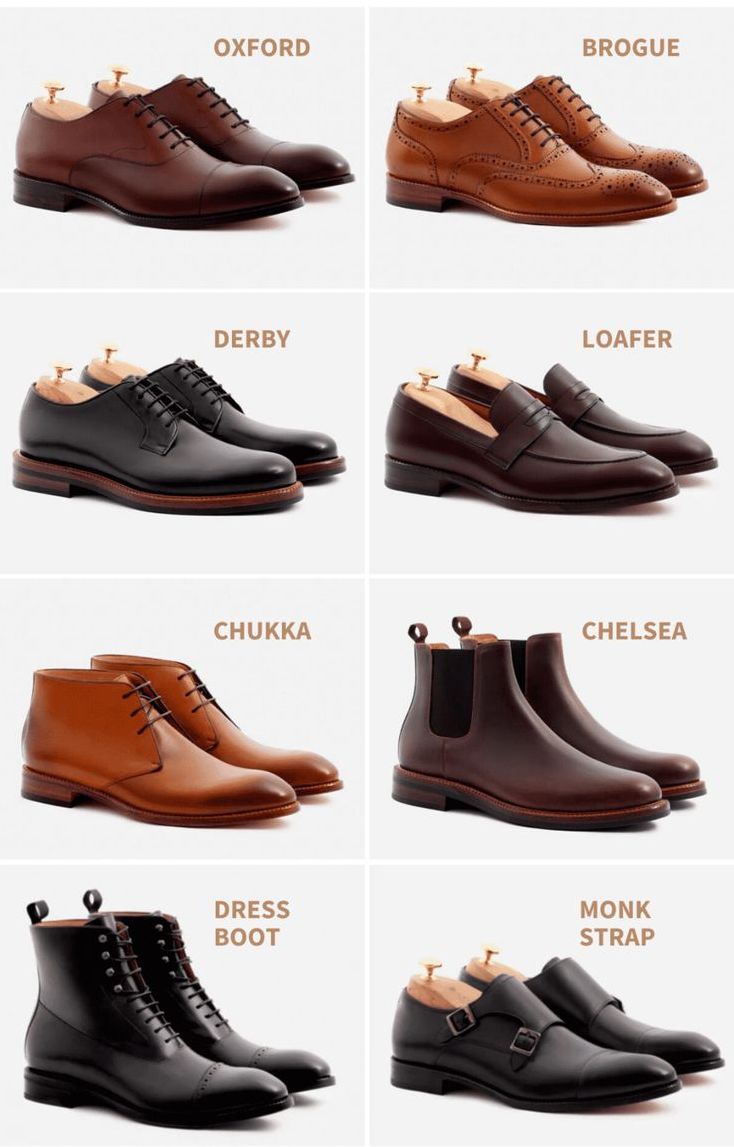 OXFORD
BROGUE
DERBY
LOAFER
CHUKKA
CHELSEA
DRESS
BOOT
MONK
STRAP